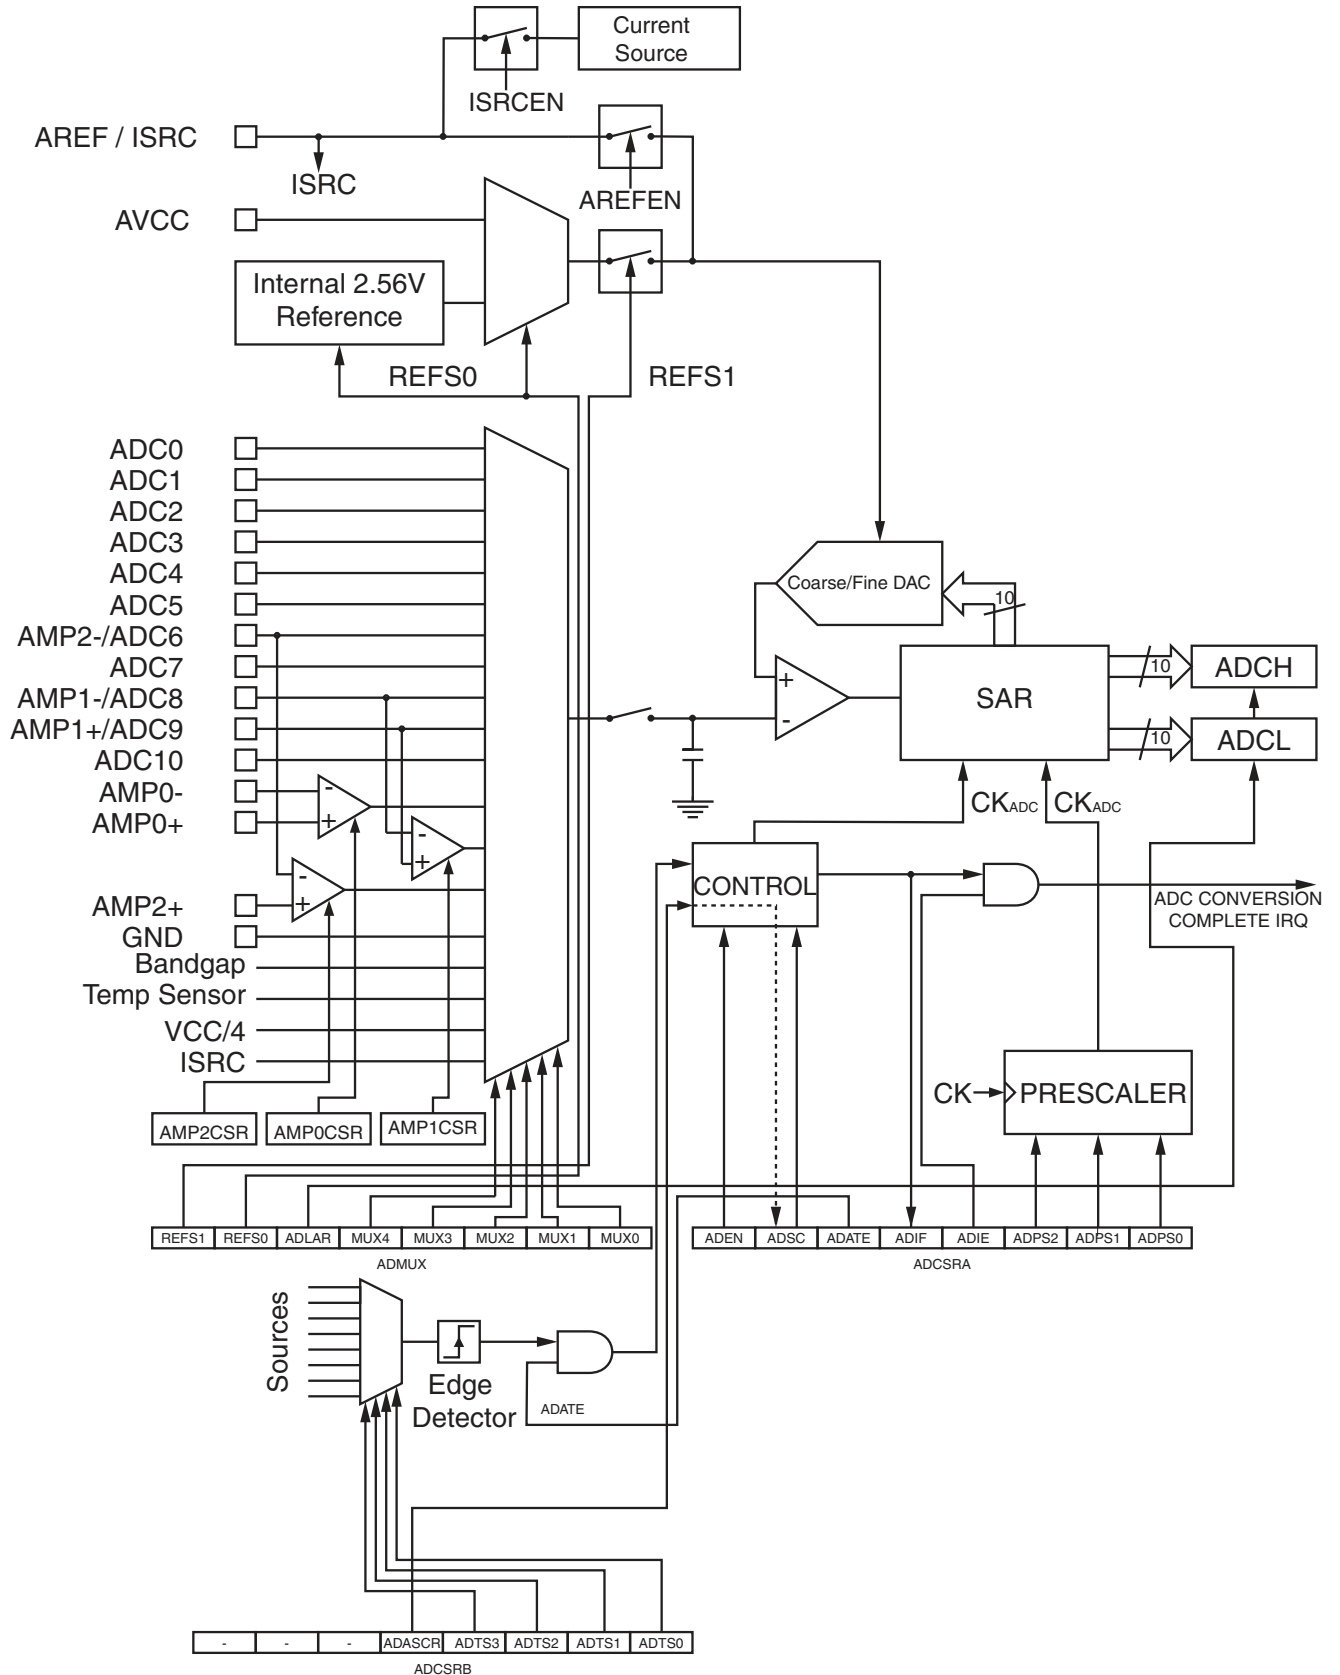 Current
Source
ISRCEN
AREF / ISRC
ISRC
AREFEN
AVCC
Internal 2.56V
Reference
REFS0
REFS1
ADC0
ADC1
ADC2
ADC3
ADC4
ADC5
AMP2-/ADC6
ADC7
AMP1-/ADC8
AMP1+/ADC9
ADC10
AMP0-
AMP0+
AMP2+
GND
Bandgap
Temp Sensor
VCC/4
ISRC
-
+
-
+
-
+
Coarse/Fine DAC
10
+
-
SAR
10
ADCH
10
ADCL
CKADC
CKADC
CONTROL
ADC CONVERSION
COMPLETE IRQ
CK
PRESCALER
AMP2CSR
AMP0CSR
AMP1CSR
REFS1 REFS0 ADLAR MUX4 MUX3 MUX2 MUX1 MUX0
ADMUX
ADEN ADSC ADATE ADIF ADIE ADPS2 ADPS1 ADPS0
ADCSRA
Sources
Edge
Detector
ADATE
- - - ADASCR ADTS3 ADTS2 ADTS1 ADTS0
ADCSRB